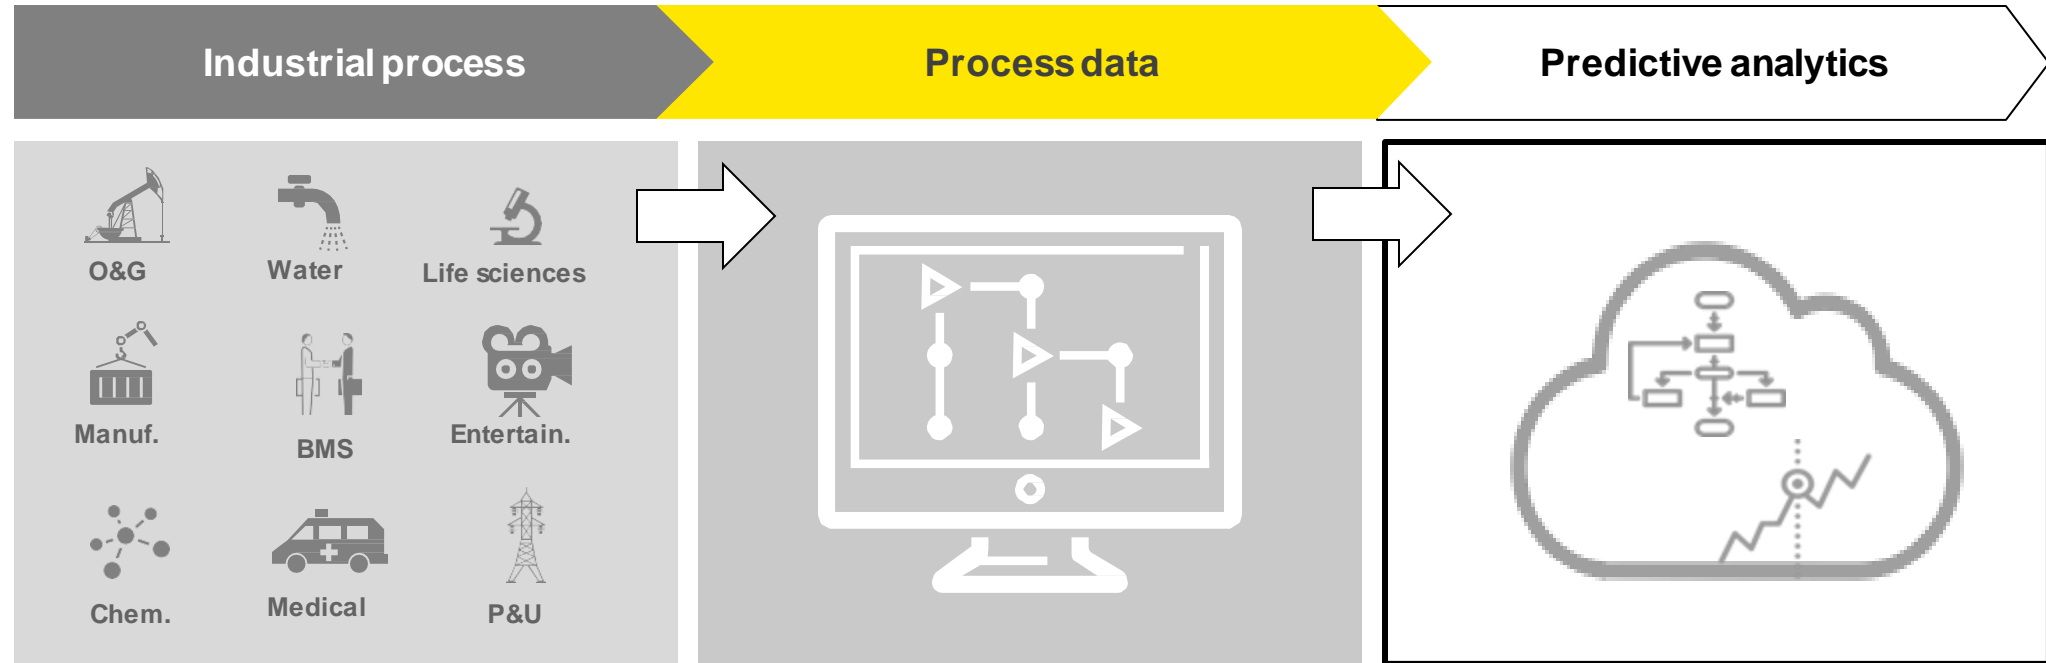 Industrial process
Process data
Predictive analytics
O&G
Water
Life sciences
Manuf.
BMS
Entertain.
Chem.
Medical
P&U